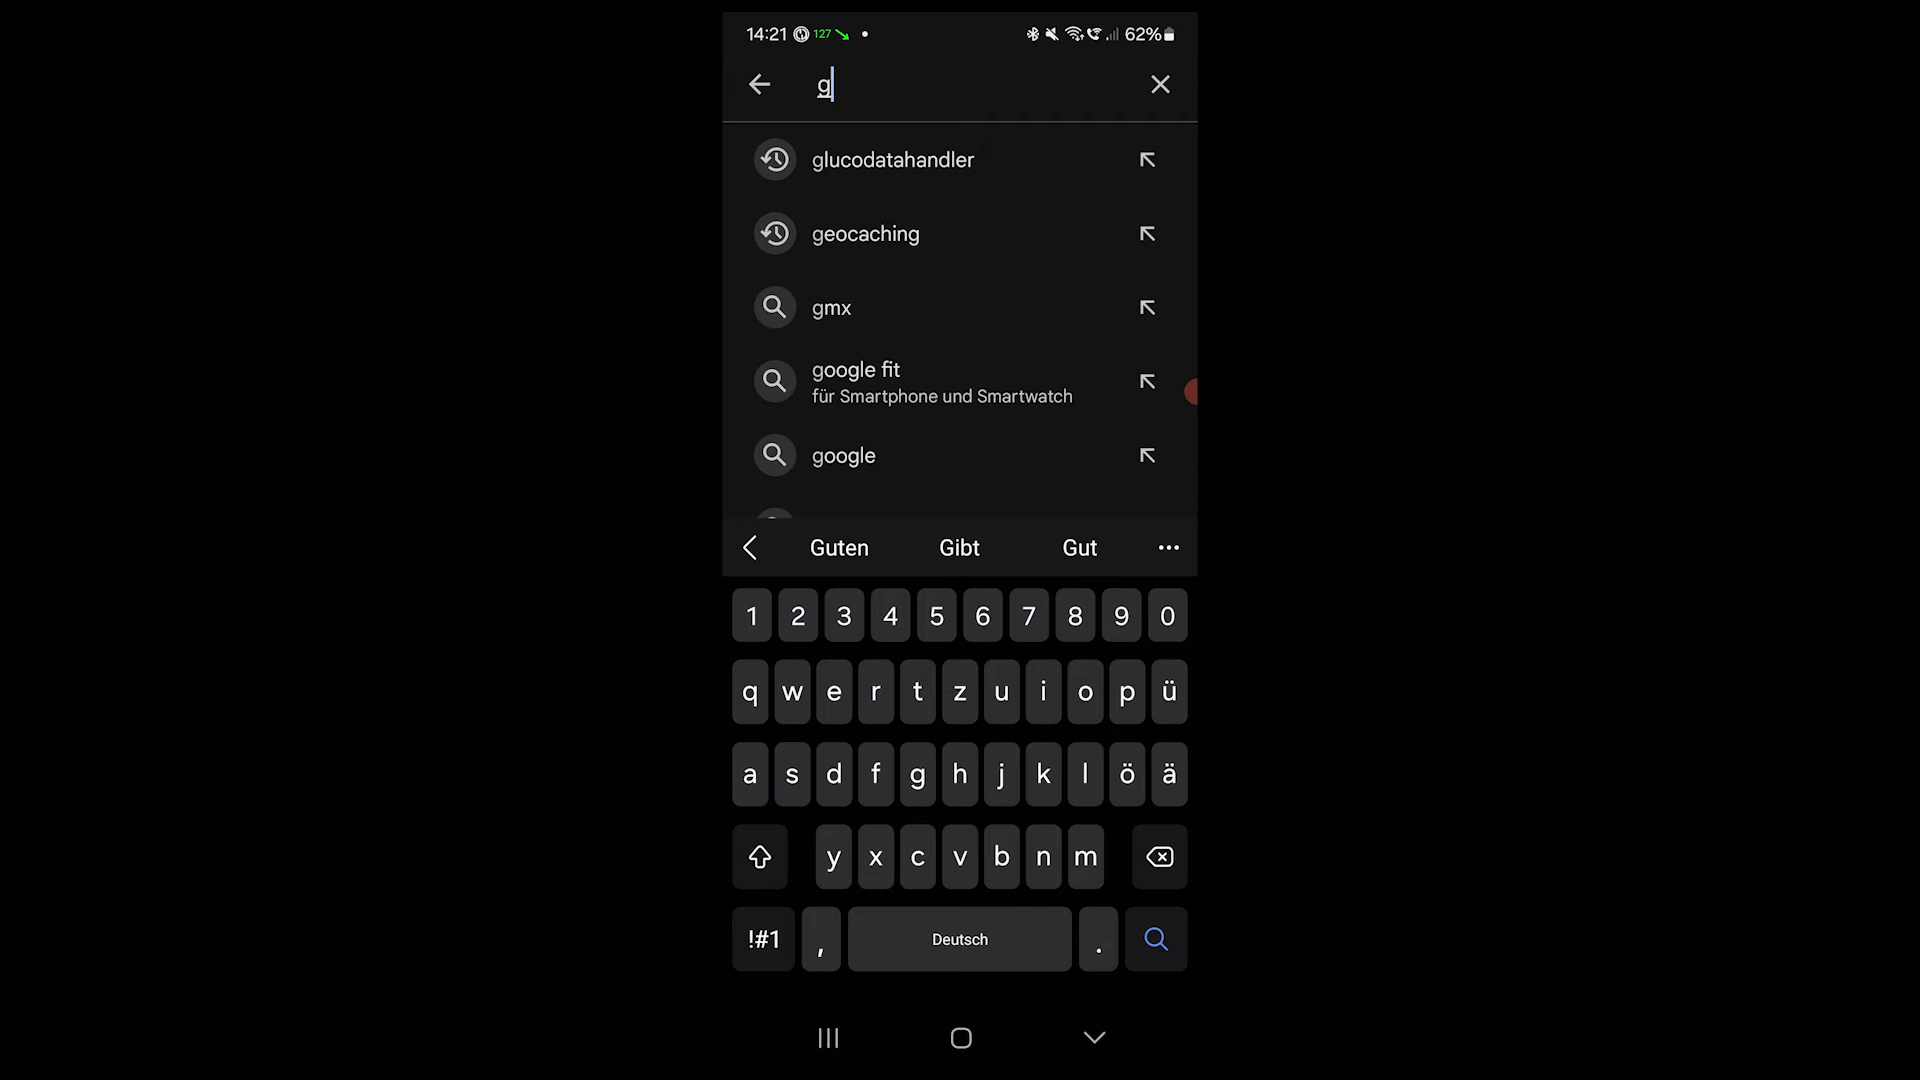 14:21 127 62%
g
glucodatahandler
geocaching
gmx
google fit
für Smartphone und Smartwatch
google
Guten Gibt Gut
1 2 3 4 5 6 7 8 9 0
q w e r t z u i o p ü
a s d f g h j k l ö ä
y x c v b n m
!#1 , Deutsch .